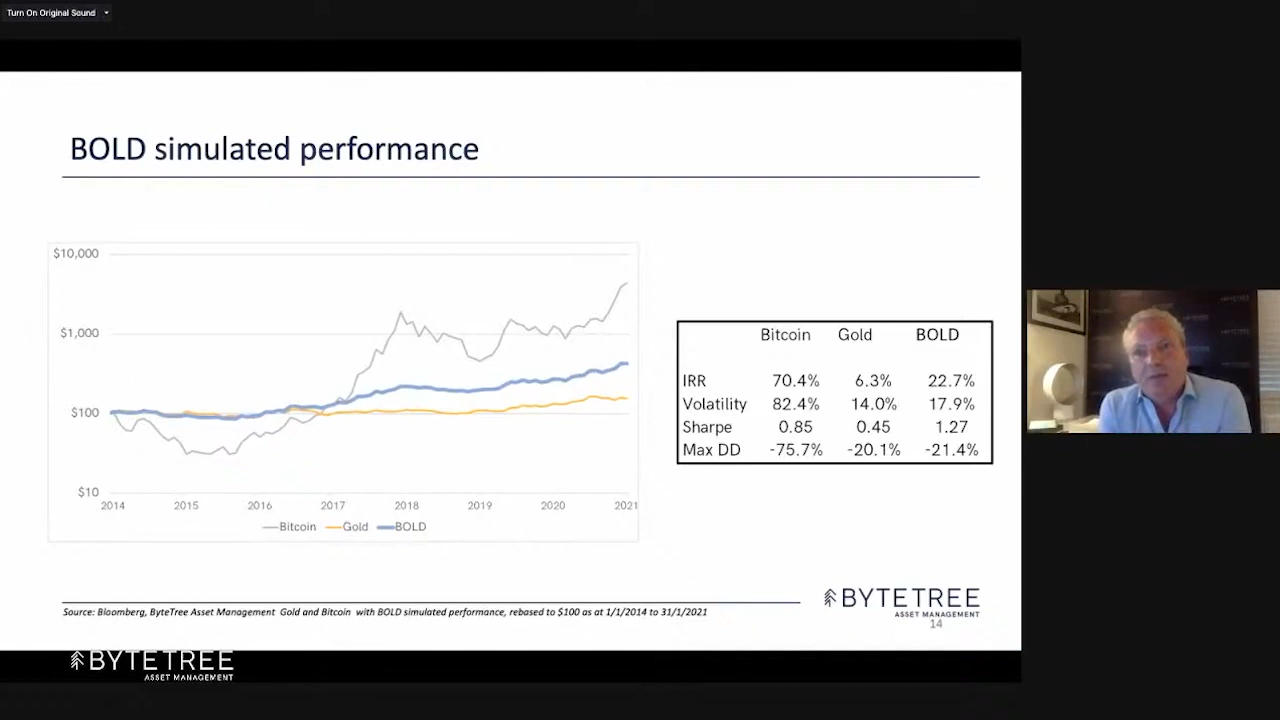 Turn On Original Sound
BOLD simulated performance
$10,000
$1,000
$100
$10
2014 2015 2016 2017 2018 2019 2020 2021
Bitcoin Gold BOLD
Bitcoin Gold BOLD
IRR 70.4% 6.3% 22.7%
Volatility 82.4% 14.0% 17.9%
Sharpe 0.85 0.45 1.27
Max DD -75.7% -20.1% -21.4%
Source: Bloomberg, ByteTree Asset Management Gold and Bitcoin with BOLD simulated performance, rebased to $100 as at 1/1/2014 to 31/1/2021
BYTETREE
ASSET MANAGEMENT
14
BYTETREE
ASSET MANAGEMENT